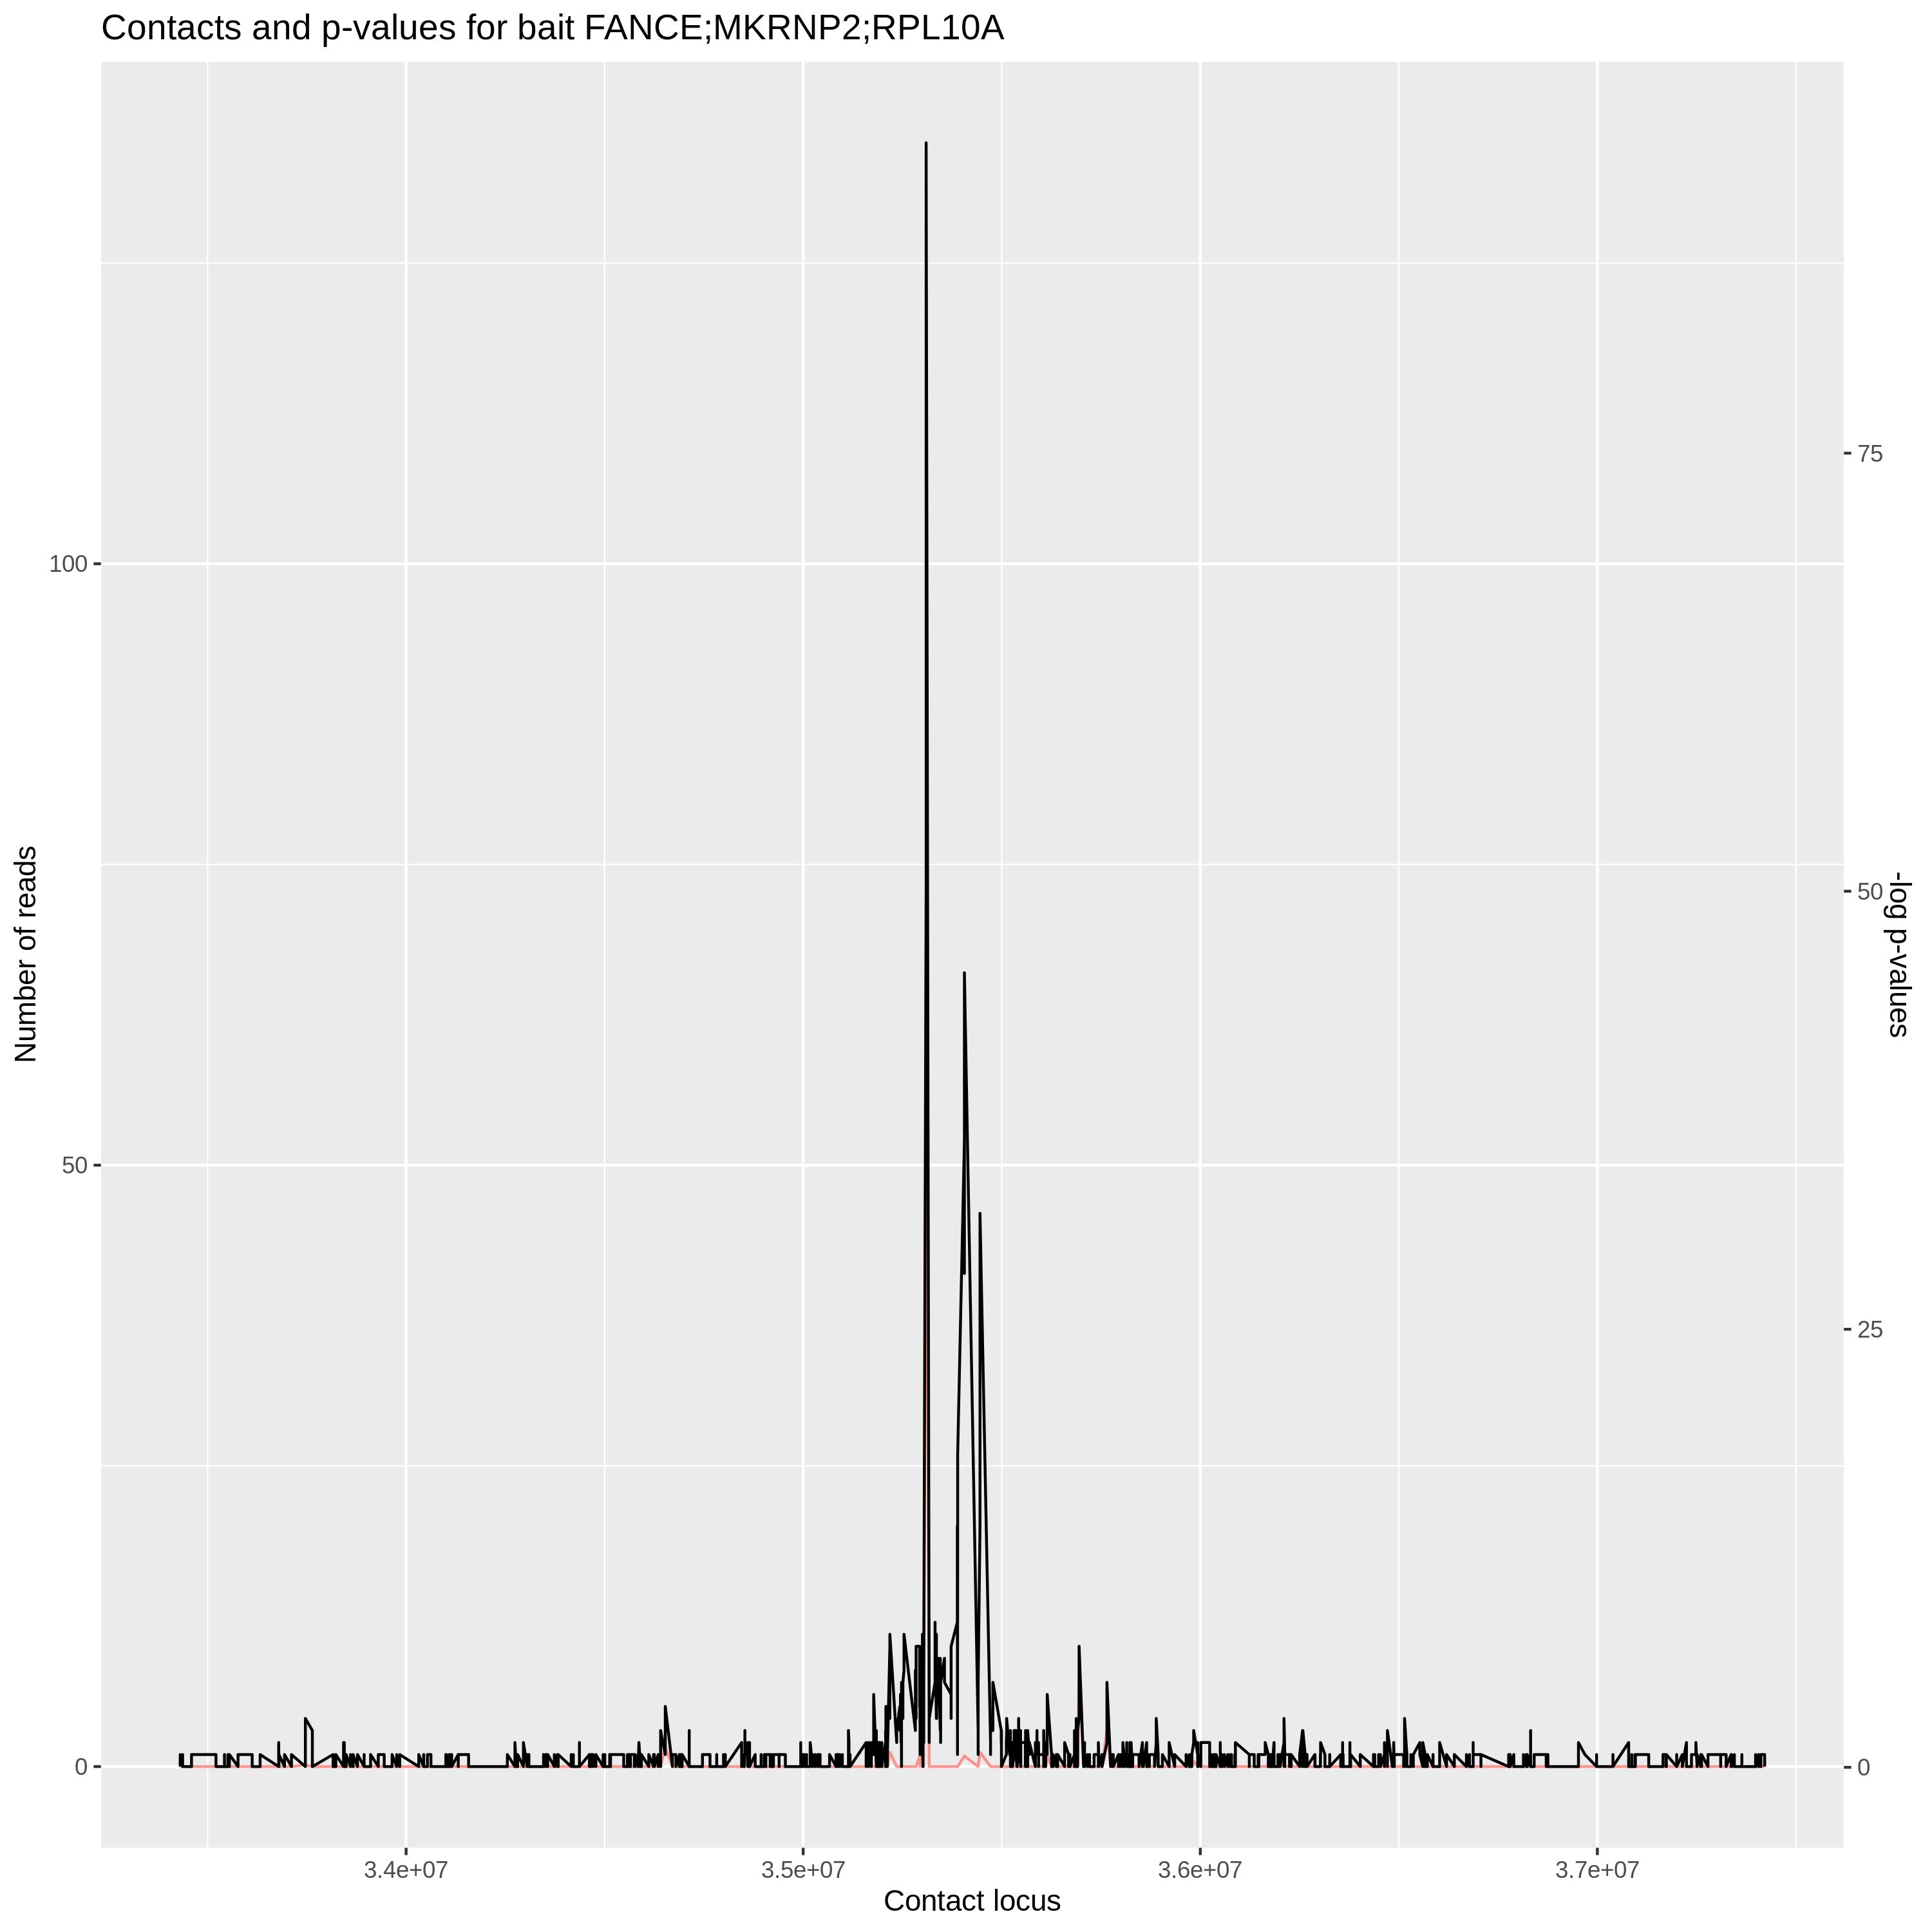 Contacts and p-values for bait FANCE;MKRNP2;RPL10A
Number of reads
100
50
0
75
50
25
0
-log p-values
3.4e+07
3.5e+07
3.6e+07
3.7e+07
Contact locus